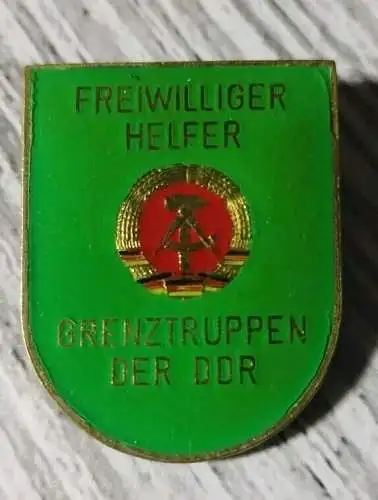 FREIWILLIGER
HELFER
GRENZTRUPPEN
DER DDR